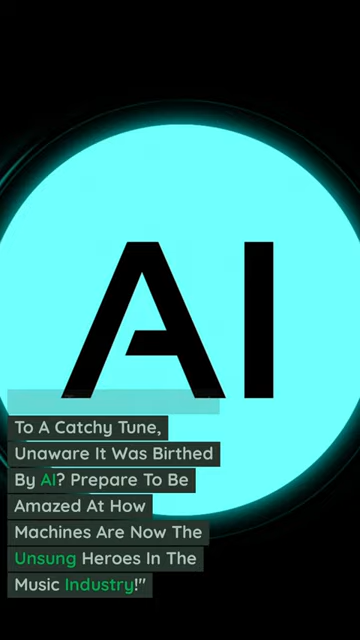 AI
To A Catchy Tune,
Unaware It Was Birthed
By AI? Prepare To Be
Amazed At How
Machines Are Now The
Unsung Heroes In The
Music Industry!"